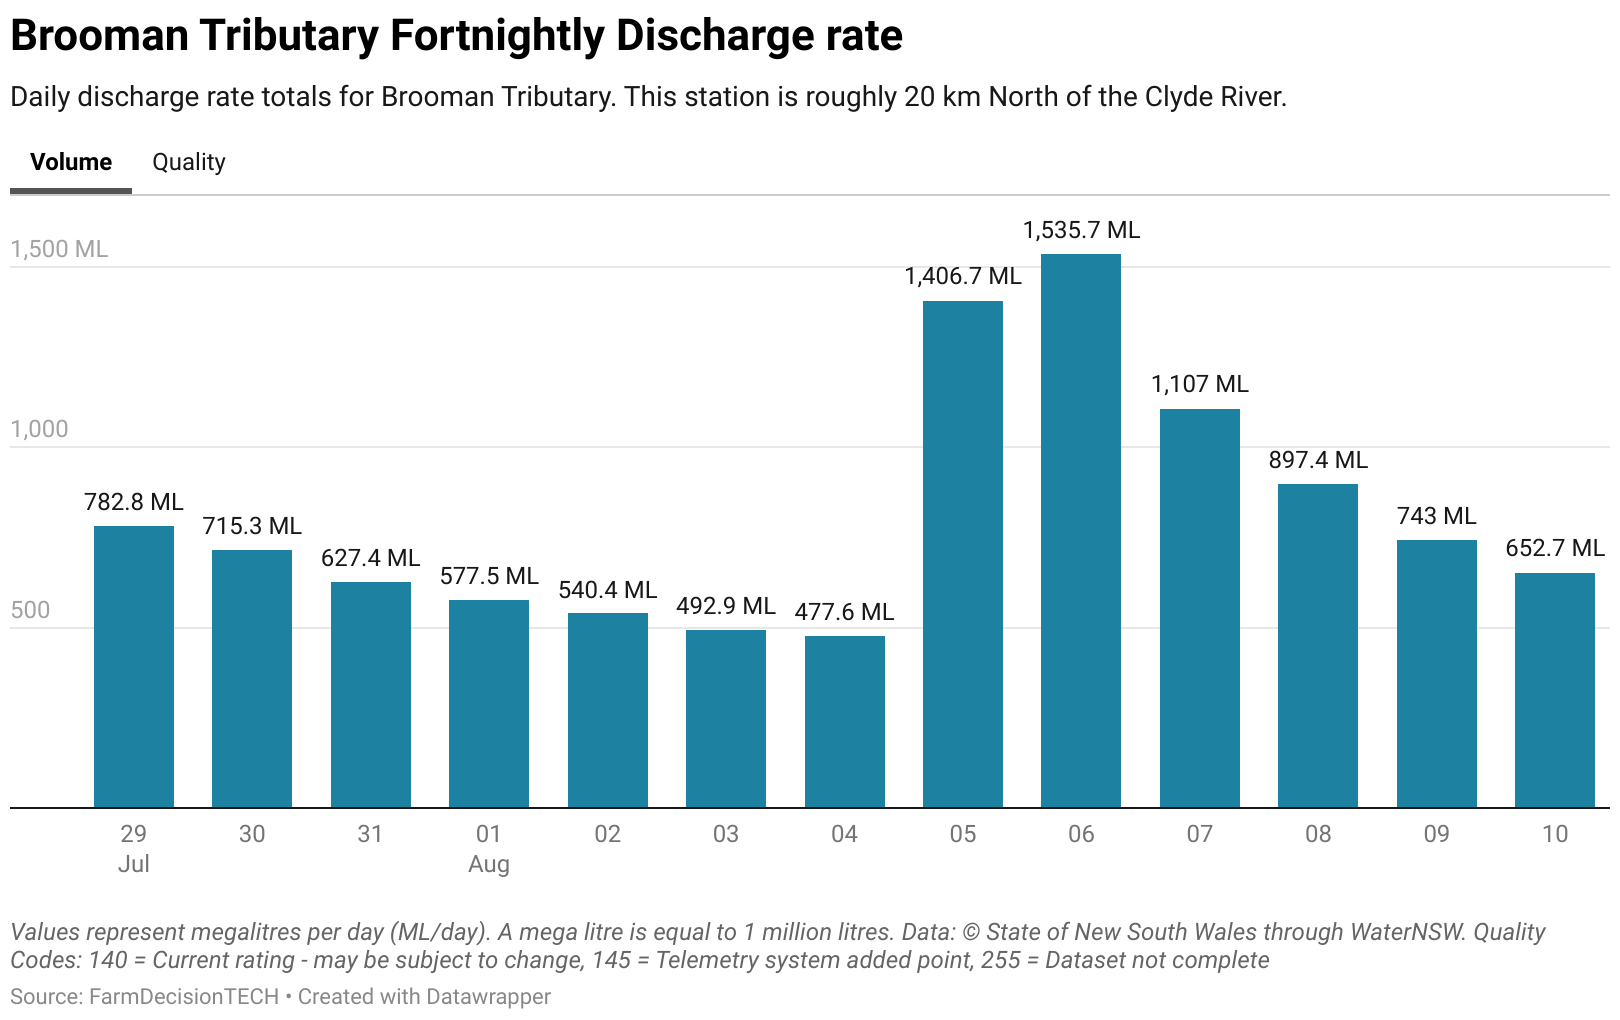 Brooman Tributary Fortnightly Discharge rate
Daily discharge rate totals for Brooman Tributary. This station is roughly 20 km North of the Clyde River.
Volume Quality
1,500 ML
1,000
500
782.8 ML
715.3 ML
627.4 ML
577.5 ML
540.4 ML
492.9 ML
477.6 ML
1,406.7 ML
1,535.7 ML
1,107 ML
897.4 ML
743 ML
652.7 ML
29 30 31 01 02 03 04 05 06 07 08 09 10
Jul Aug
Values represent megalitres per day (ML/day). A mega litre is equal to 1 million litres. Data: © State of New South Wales through WaterNSW. Quality
Codes: 140 = Current rating - may be subject to change, 145 = Telemetry system added point, 255 = Dataset not complete
Source: FarmDecisionTECH • Created with Datawrapper